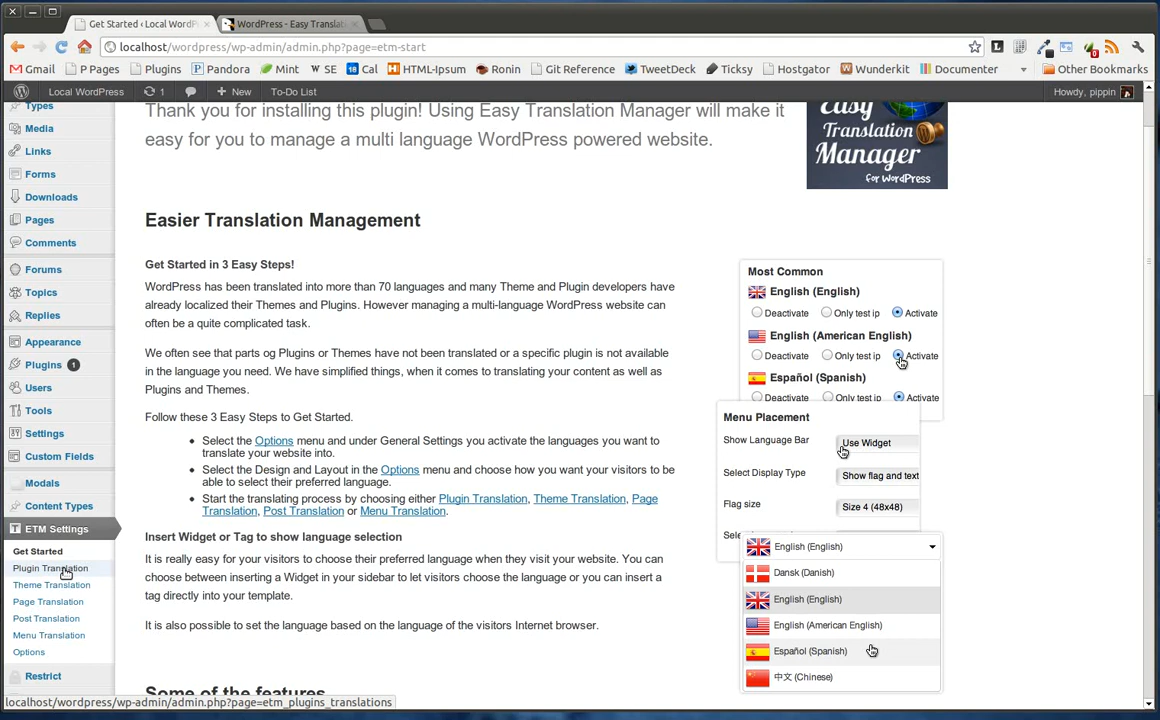 Get Started ‹ Local WordP
WordPress - Easy Translati
localhost/wordpress/wp-admin/admin.php?page=etm-start
Gmail
P Pages
Plugins
Pandora
Mint
W SE
18 Cal
HTML-Ipsum
Ronin
Git Reference
TweetDeck
Ticksy
Hostgator
Wunderkit
Documenter
Other Bookmarks
Local WordPress
1
+ New
To-Do List
Howdy, pippin
Types
Media
Links
Forms
Downloads
Pages
Comments
Forums
Topics
Replies
Appearance
Plugins 1
Users
Tools
Settings
Custom Fields
Modals
Content Types
ETM Settings
Get Started
Plugin Translation
Theme Translation
Page Translation
Post Translation
Menu Translation
Options
Restrict
Thank you for installing this plugin! Using Easy Translation Manager will make it
easy for you to manage a multi language WordPress powered website.
Easy
Translation
Manager
for WordPress
Easier Translation Management
Get Started in 3 Easy Steps!
WordPress has been translated into more than 70 languages and many Theme and Plugin developers have
already localized their Themes and Plugins. However managing a multi-language WordPress website can
often be a quite complicated task.
We often see that parts og Plugins or Themes have not been translated or a specific plugin is not available
in the language you need. We have simplified things, when it comes to translating your content as well as
Plugins and Themes.
Follow these 3 Easy Steps to Get Started.
Select the Options menu and under General Settings you activate the languages you want to
translate your website into.
Select the Design and Layout in the Options menu and choose how you want your visitors to be
able to select their preferred language.
Start the translating process by choosing either Plugin Translation, Theme Translation, Page
Translation, Post Translation or Menu Translation.
Insert Widget or Tag to show language selection
It is really easy for your visitors to choose their preferred language when they visit your website. You can
choose between inserting a Widget in your sidebar to let visitors choose the language or you can insert a
tag directly into your template.
It is also possible to set the language based on the language of the visitors Internet browser.
Some of the features
Most Common
English (English)
Deactivate Only test ip Activate
English (American English)
Deactivate Only test ip Activate
Español (Spanish)
Deactivate Only test ip Activate
Menu Placement
Show Language Bar Use Widget
Select Display Type Show flag and text
Flag size Size 4 (48x48)
English (English)
Dansk (Danish)
English (English)
English (American English)
Español (Spanish)
中文 (Chinese)
localhost/wordpress/wp-admin/admin.php?page=etm_plugins_translations